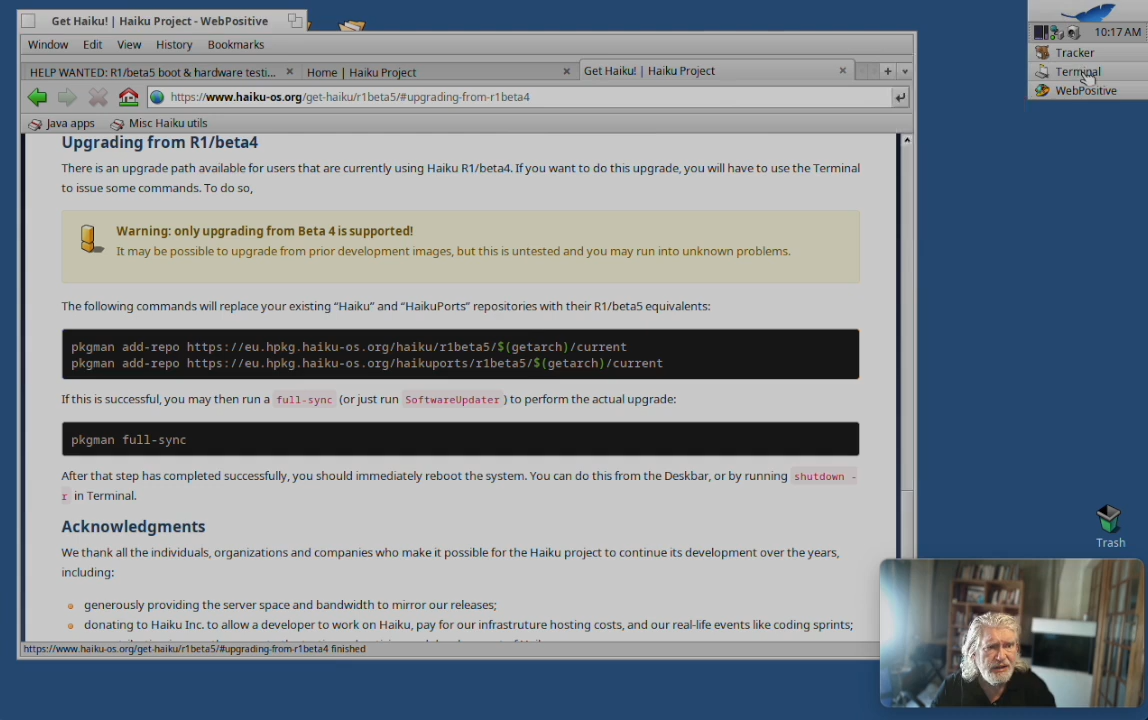 Get Haiku! | Haiku Project - WebPositive
Window Edit View History Bookmarks
HELP WANTED: R1/beta5 boot & hardware testi...
Home | Haiku Project
Get Haiku! | Haiku Project
https://www.haiku-os.org/get-haiku/r1beta5/#upgrading-from-r1beta4
Java apps Misc Haiku utils
Upgrading from R1/beta4
There is an upgrade path available for users that are currently using Haiku R1/beta4. If you want to do this upgrade, you will have to use the Terminal
to issue some commands. To do so,
Warning: only upgrading from Beta 4 is supported!
It may be possible to upgrade from prior development images, but this is untested and you may run into unknown problems.
The following commands will replace your existing “Haiku” and “HaikuPorts” repositories with their R1/beta5 equivalents:
pkgman add-repo https://eu.hpkg.haiku-os.org/haiku/r1beta5/$(getarch)/current
pkgman add-repo https://eu.hpkg.haiku-os.org/haikuports/r1beta5/$(getarch)/current
If this is successful, you may then run a full-sync (or just run SoftwareUpdater) to perform the actual upgrade:
pkgman full-sync
After that step has completed successfully, you should immediately reboot the system. You can do this from the Deskbar, or by running shutdown -
r in Terminal.
Acknowledgments
We thank all the individuals, organizations and companies who make it possible for the Haiku project to continue its development over the years,
including:
generously providing the server space and bandwidth to mirror our releases;
donating to Haiku Inc. to allow a developer to work on Haiku, pay for our infrastruture hosting costs, and our real-life events like coding sprints;
https://www.haiku-os.org/get-haiku/r1beta5/#upgrading-from-r1beta4 finished
10:17 AM
Tracker
Terminal
WebPositive
Trash